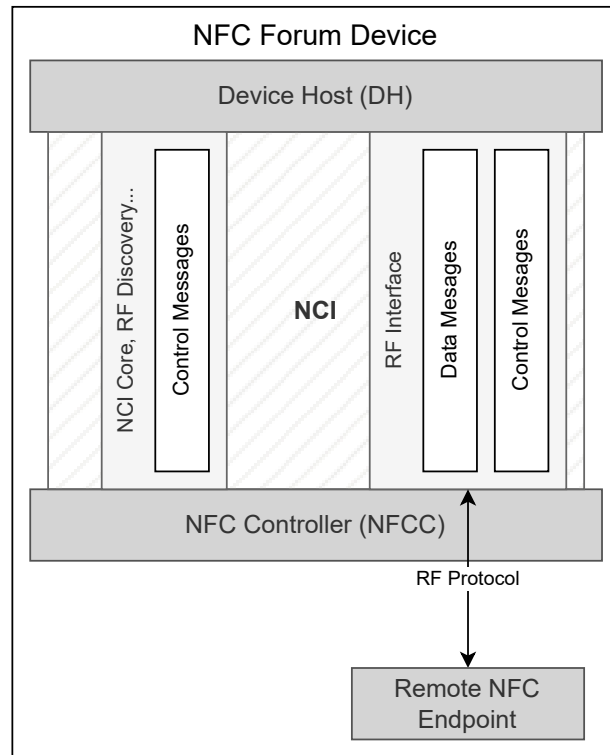 NFC Forum Device
Device Host (DH)
NCI Core, RF Discovery...
Control Messages
NCI
RF Interface
Data Mesages
Control Messages
NFC Controller (NFCC)
RF Protocol
Remote NFC
Endpoint